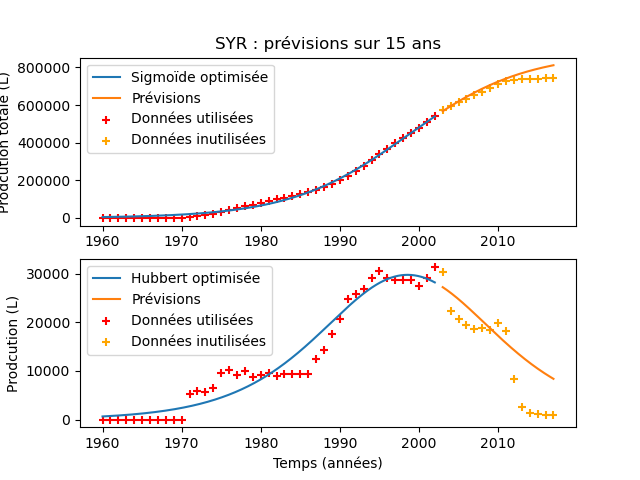 SYR : prévisions sur 15 ans
Prodcution totale (L)
800000
600000
400000
200000
0
Sigmoïde optimisée
Prévisions
Données utilisées
Données inutilisées
1960 1970 1980 1990 2000 2010
Prodcution (L)
30000
20000
10000
0
Hubbert optimisée
Prévisions
Données utilisées
Données inutilisées
1960 1970 1980 1990 2000 2010
Temps (années)